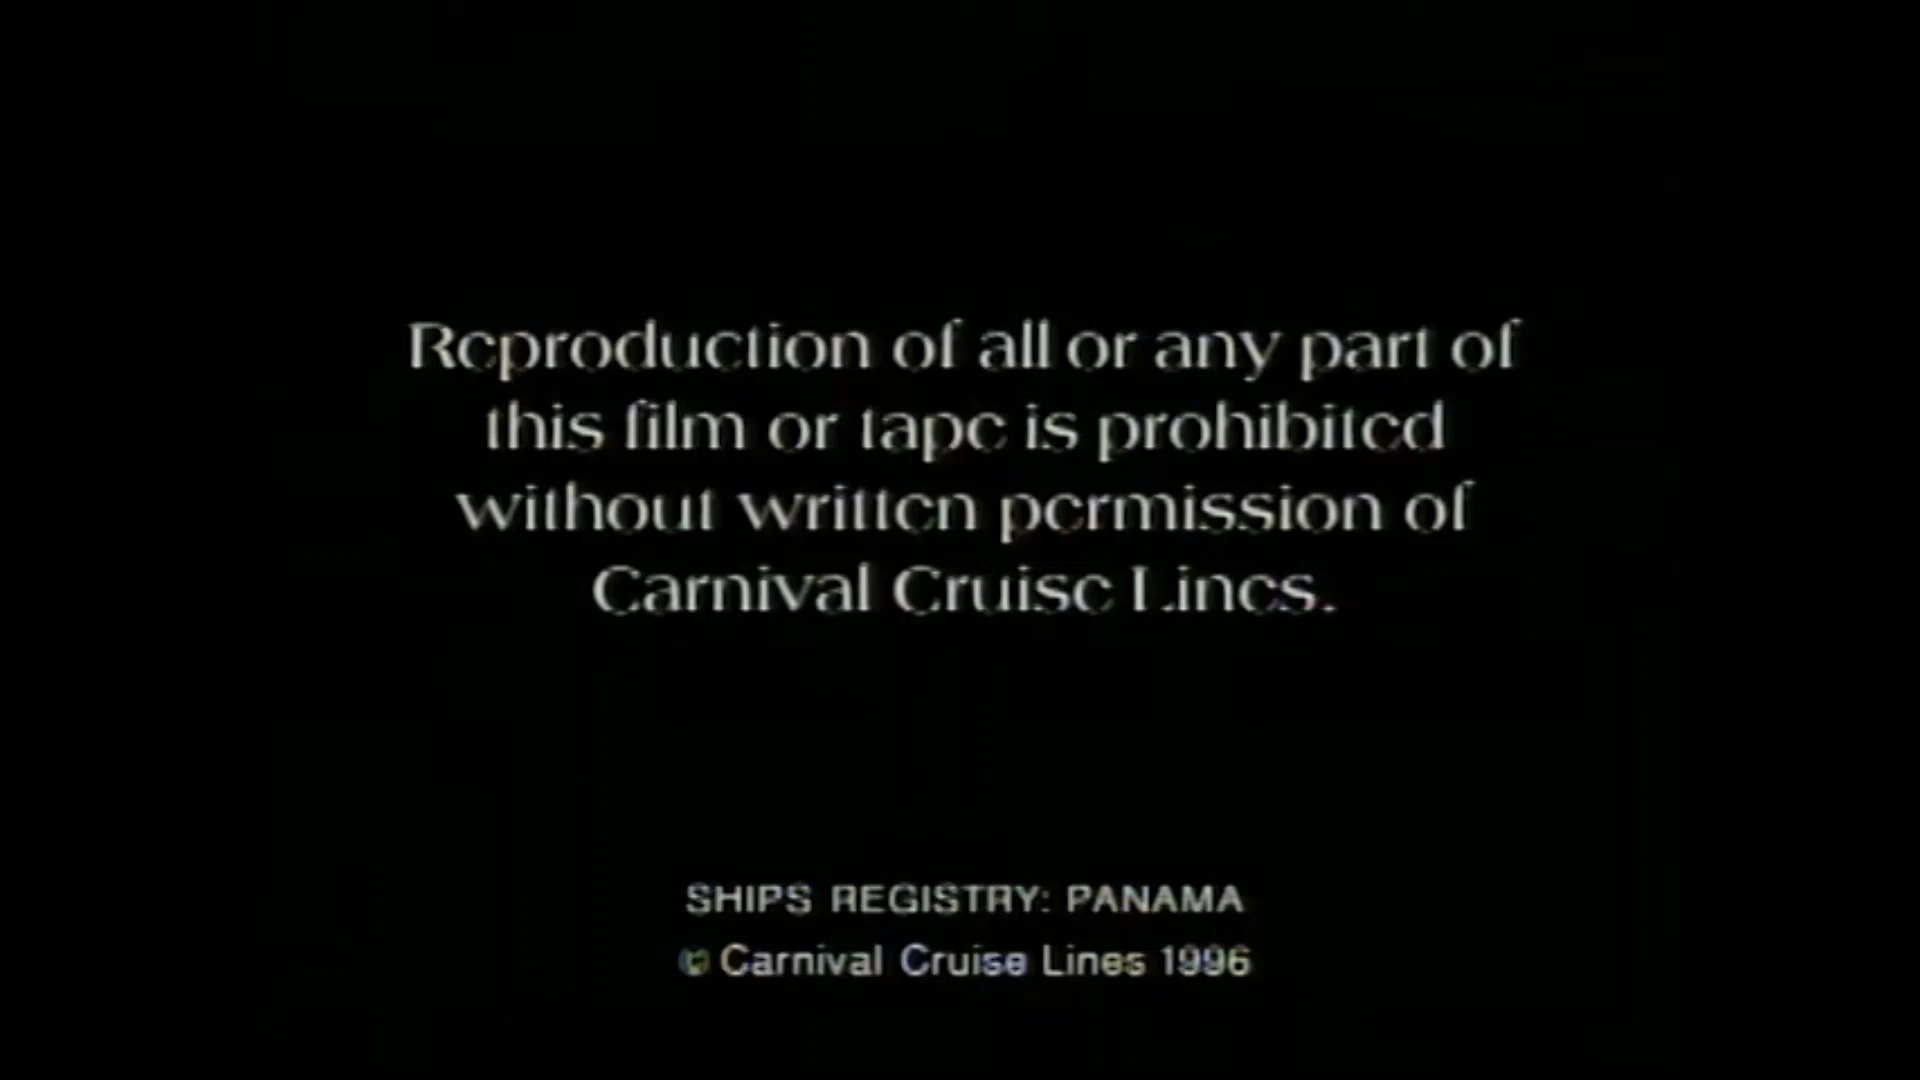 Reproduction of all or any part of
this film or tape is prohibited
without written permission of
Carnival Cruise Lines.
SHIPS REGISTRY: PANAMA
© Carnival Cruise Lines 1996